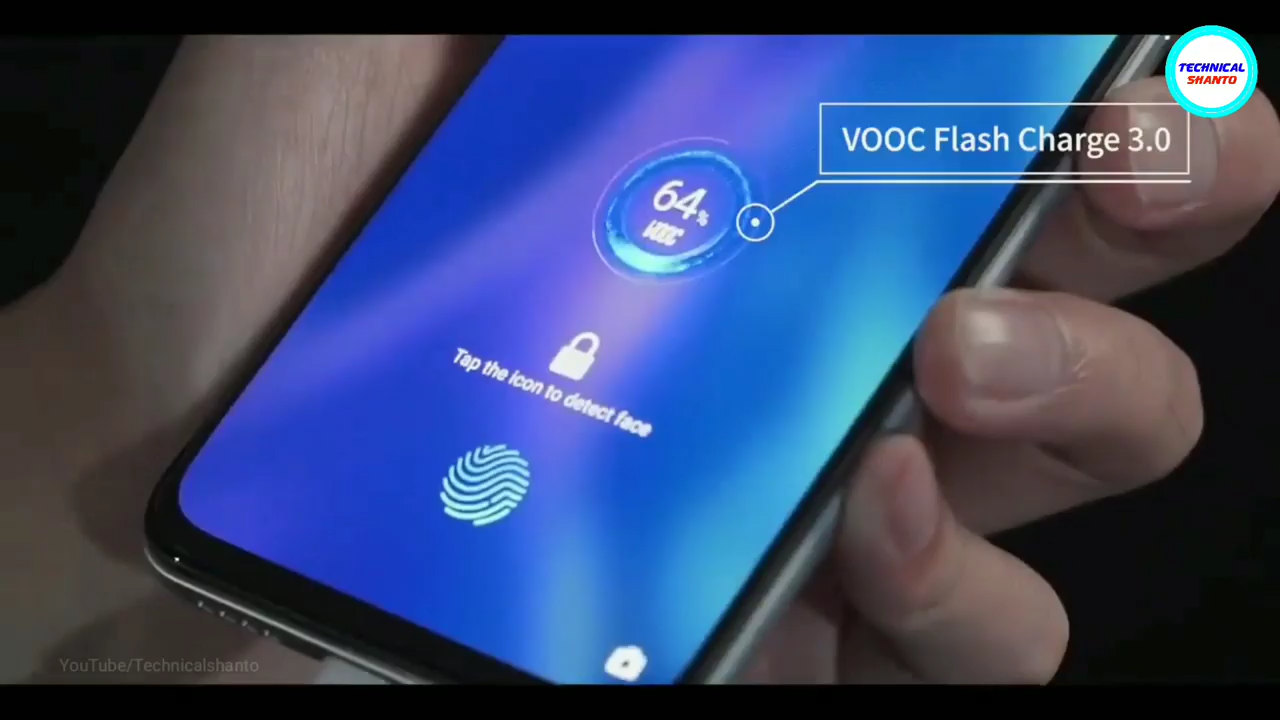 TECHNICAL
SHANTO
VOOC Flash Charge 3.0
64%
VOOC
Tap the icon to detect face
YouTube/Technicalshanto